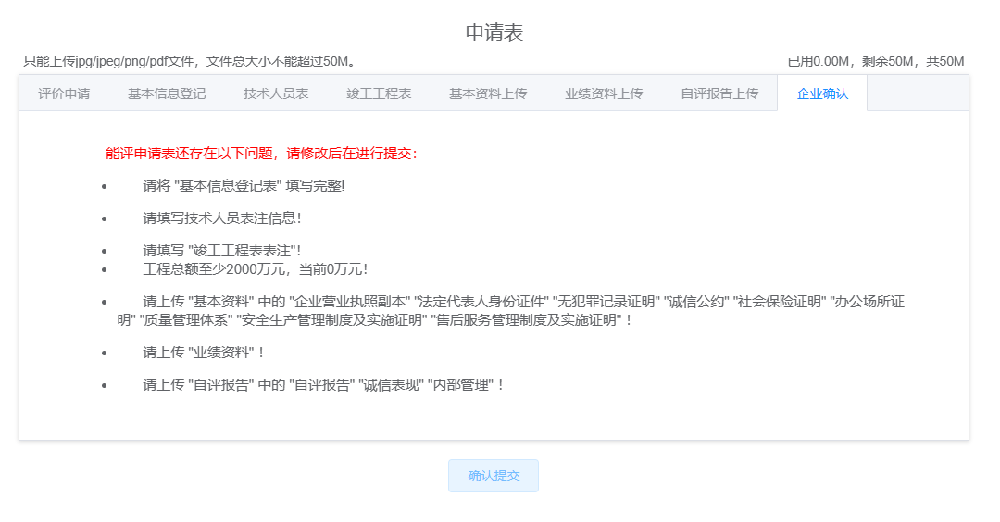 申请表
只能上传jpg/jpeg/png/pdf文件，文件总大小不能超过50M。 已用0.00M，剩余50M，共50M
评价申请 基本信息登记 技术人员表 竣工工程表 基本资料上传 业绩资料上传 自评报告上传 企业确认
能评申请表还存在以下问题，请修改后在进行提交：
请将 "基本信息登记表" 填写完整!
请填写技术人员表注信息！
请填写 "竣工工程表表注"！
工程总额至少2000万元，当前0万元！
请上传 "基本资料" 中的 "企业营业执照副本" "法定代表人身份证件" "无犯罪记录证明" "诚信公约" "社会保险证明" "办公场所证
明" "质量管理体系" "安全生产管理制度及实施证明" "售后服务管理制度及实施证明"！
请上传 "业绩资料"！
请上传 "自评报告" 中的 "自评报告" "诚信表现" "内部管理"！
确认提交